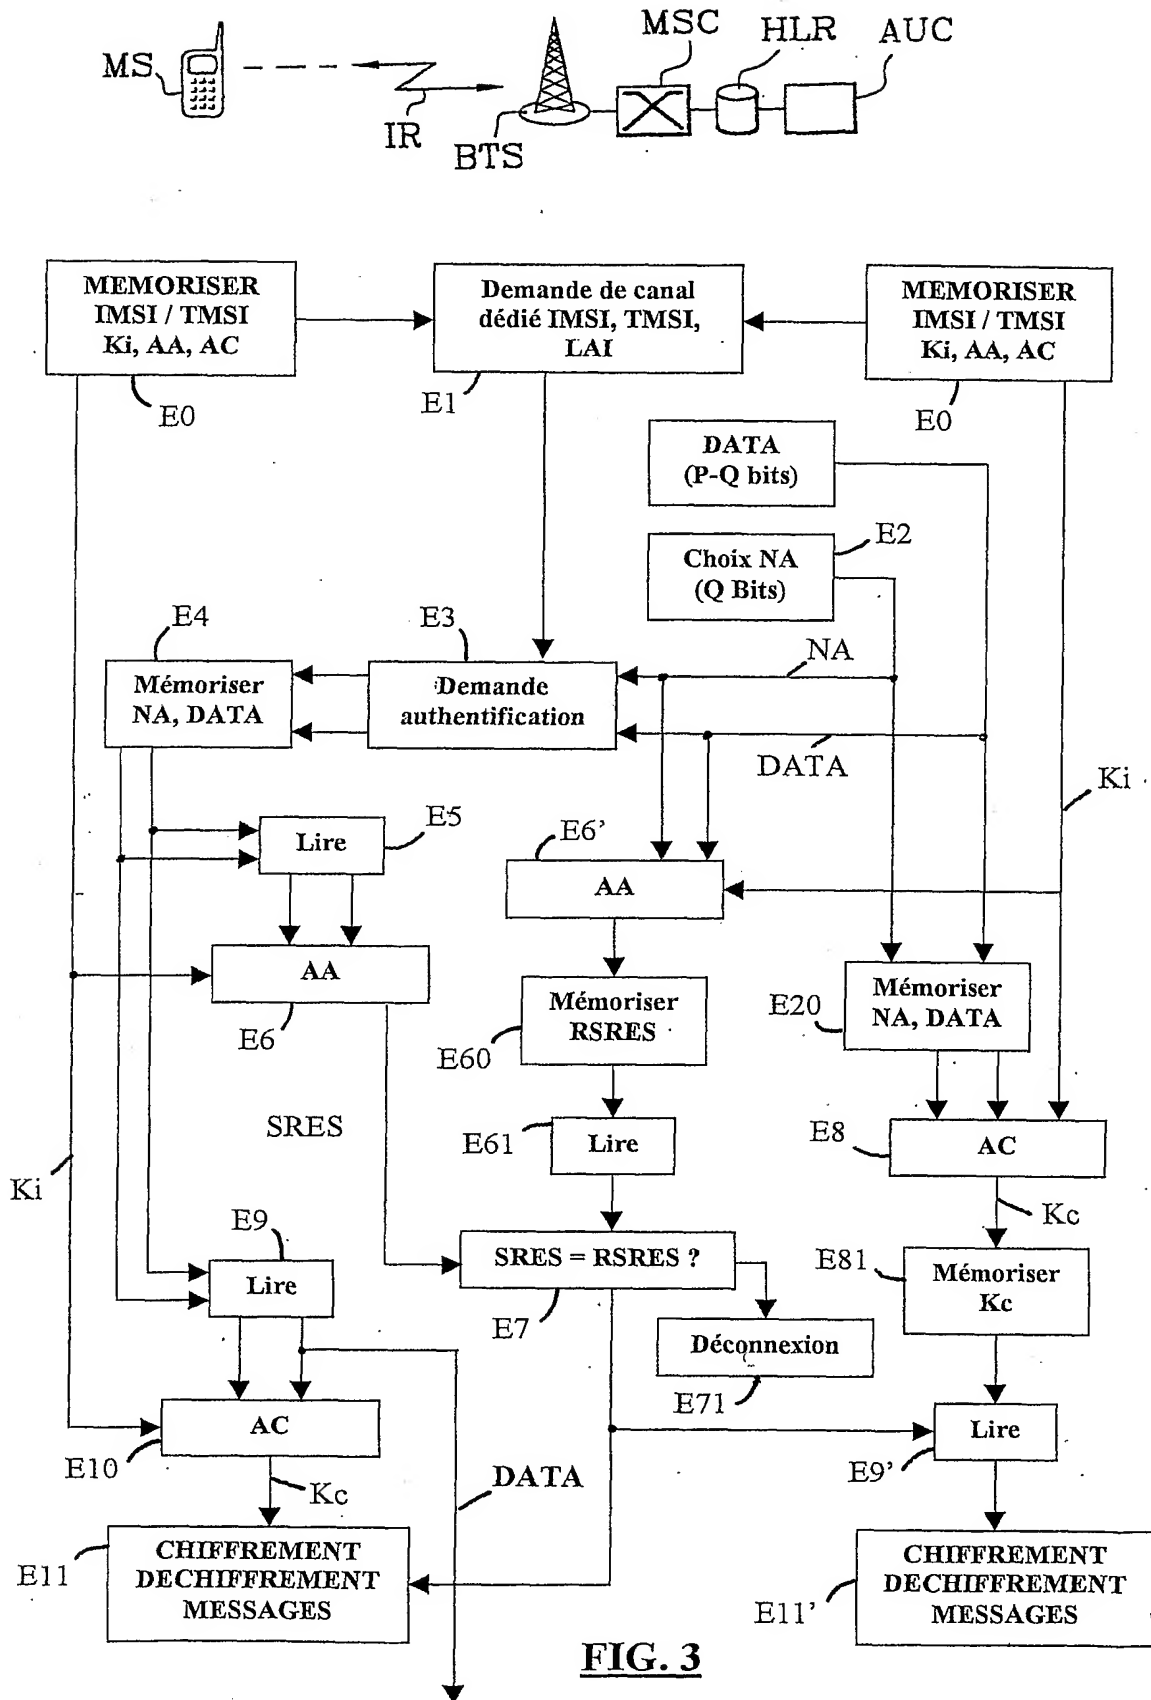 MS
IR
BTS
MSC
HLR
AUC
MEMORISER
IMSI / TMSI
Ki, AA, AC
E0
Demande de canal
dédié IMSI, TMSI,
LAI
E1
MEMORISER
IMSI / TMSI
Ki, AA, AC
E0
DATA
(P-Q bits)
Choix NA
(Q Bits)
E2
E4
Mémoriser
NA, DATA
E3
Demande
authentification
NA
DATA
Ki
Lire
E5
E6'
AA
AA
E6
Mémoriser
RSRES
E60
Mémoriser
NA, DATA
E20
SRES
E61
Lire
E8
AC
Ki
Kc
E9
Lire
SRES = RSRES ?
E7
E81
Mémoriser
Kc
Déconnexion
E71
AC
E10
Lire
E9'
Kc
DATA
E11
CHIFFREMENT
DECHIFFREMENT
MESSAGES
E11'
CHIFFREMENT
DECHIFFREMENT
MESSAGES
FIG. 3